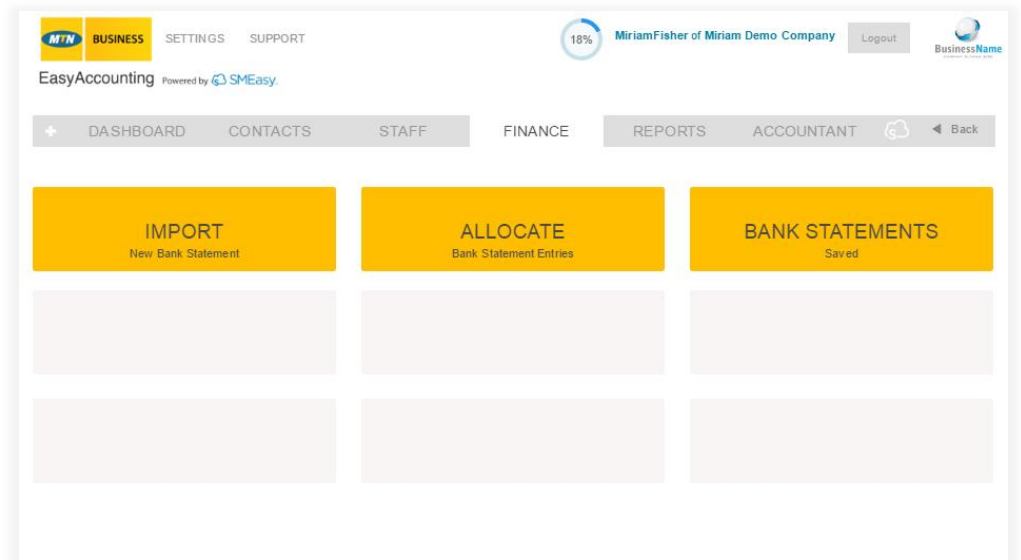 MTN BUSINESS SETTINGS SUPPORT
18% MiriamFisher of Miriam Demo Company Logout
BusinessName
EasyAccounting Powered by SMEasy.
DASHBOARD CONTACTS STAFF FINANCE REPORTS ACCOUNTANT Back
IMPORT
New Bank Statement
ALLOCATE
Bank Statement Entries
BANK STATEMENTS
Saved